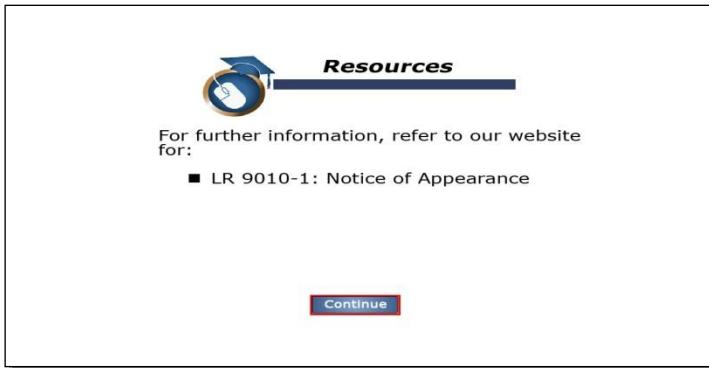 Resources
For further information, refer to our website
for:
■ LR 9010-1: Notice of Appearance
Continue